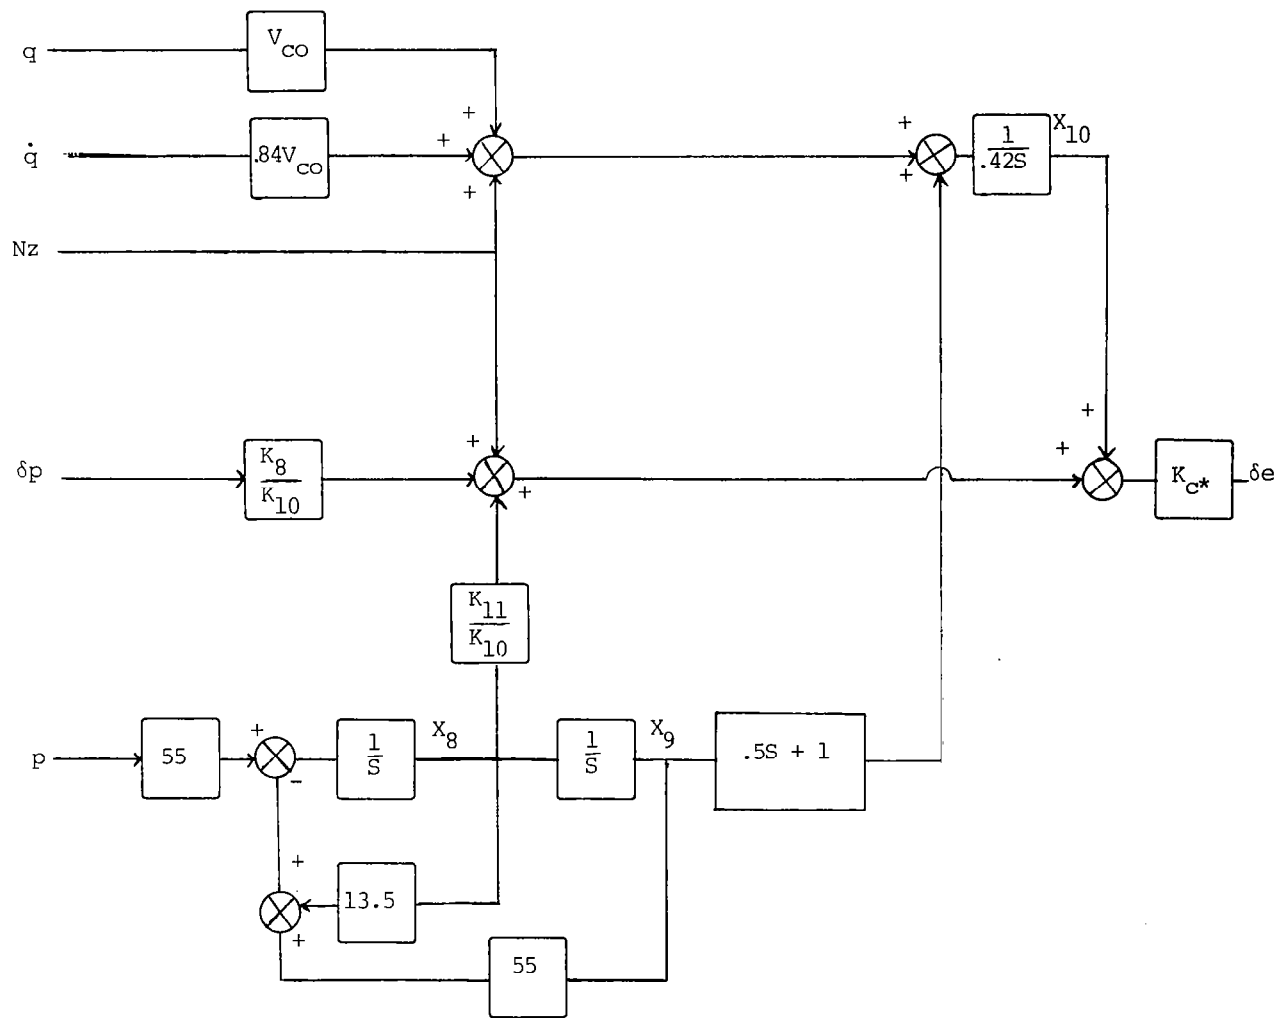 q
V_co
+
q̇
.84V_co
+
+
+
+
1
.42S
X_10
Nz
δp
K_8
K_10
+
+
+
+
K_c*
δe
K_11
K_10
p
55
+
-
1
S
X_8
1
S
X_9
.5S + 1
+
13.5
+
55